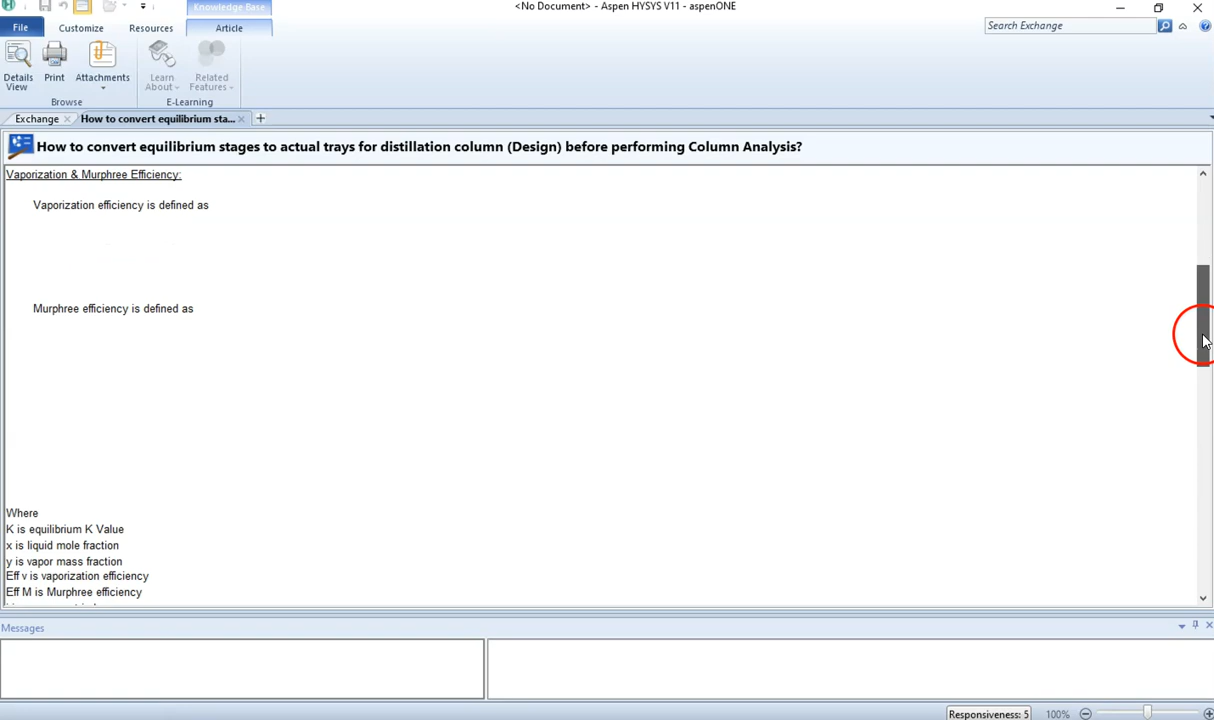 Knowledge Base
<No Document> - Aspen HYSYS V11 - aspenONE
File
Customize
Resources
Article
Search Exchange
Details View
Print
Attachments
Learn About
Related Features
Browse
E-Learning
Exchange
How to convert equilibrium sta...
How to convert equilibrium stages to actual trays for distillation column (Design) before performing Column Analysis?
Vaporization & Murphree Efficiency:
Vaporization efficiency is defined as
Murphree efficiency is defined as
Where
K is equilibrium K Value
x is liquid mole fraction
y is vapor mass fraction
Eff v is vaporization efficiency
Eff M is Murphree efficiency
Messages
Responsiveness: 5
100%